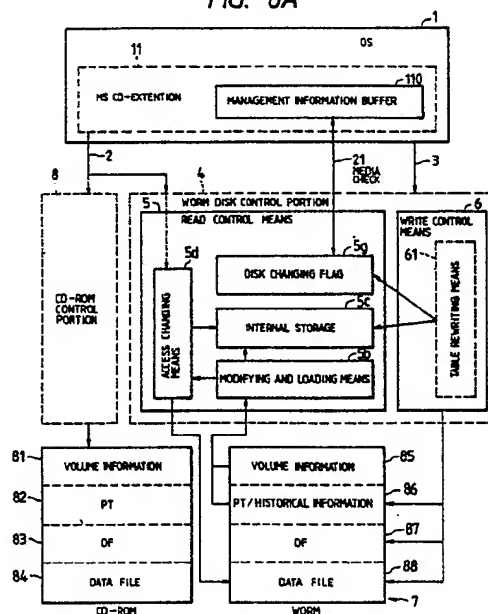 FIG. 8A
1
OS
11
110
MS CD-EXTENTION
MANAGEMENT INFORMATION BUFFER
2
21
3
MEDIA CHECK
8
4
WORM DISK CONTROL PORTION
5
READ CONTROL MEANS
6
WRITE CONTROL MEANS
61
5d
5g
DISK CHANGING FLAG
TABLE REWRITING MEANS
CD-ROM CONTROL PORTION
ACCESS CHANGING MEANS
5c
INTERNAL STORAGE
5b
MODIFYING AND LOADING MEANS
81
VOLUME INFORMATION
VOLUME INFORMATION
85
82
PT
PT/HISTORICAL INFORMATION
86
83
DF
DF
87
84
DATA FILE
DATA FILE
88
CD-ROM
WORM
7